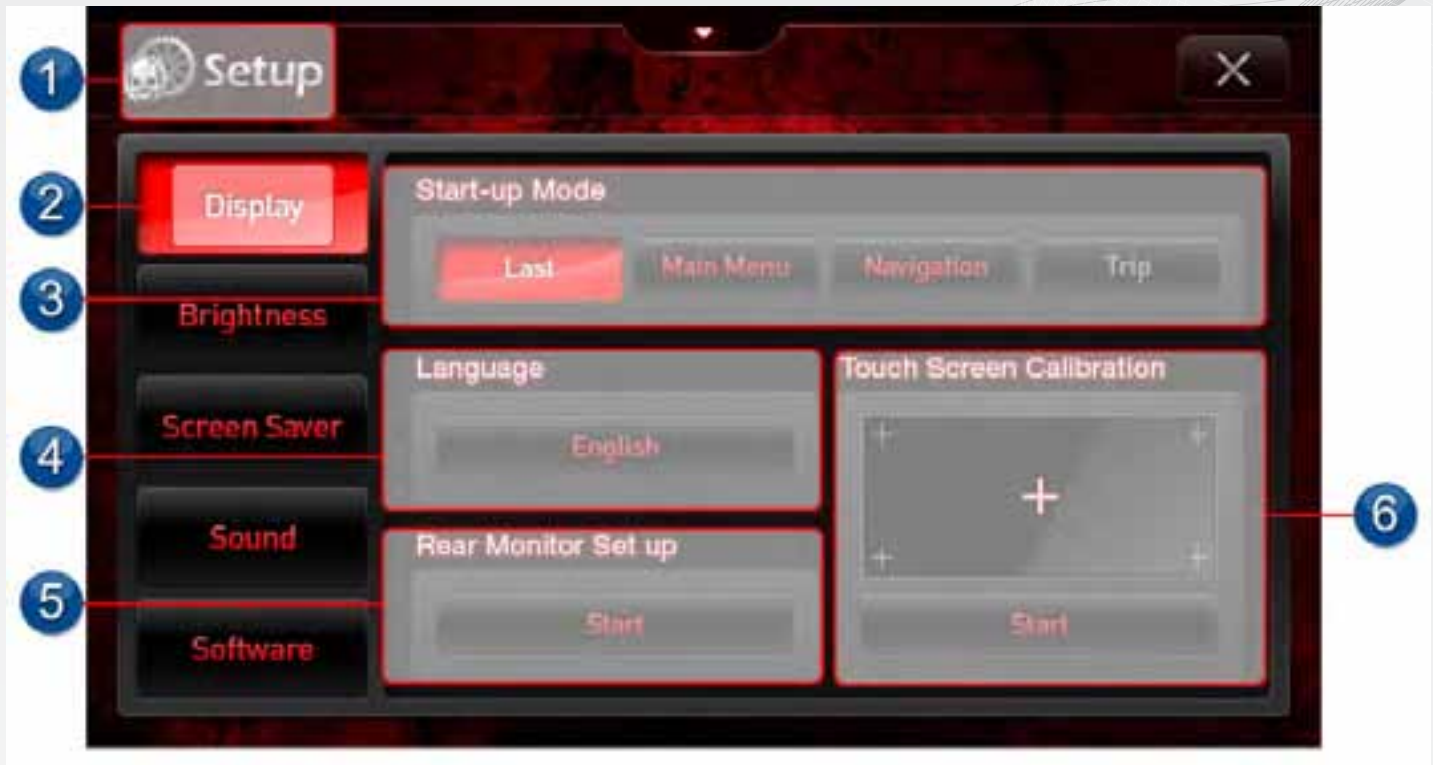 1
Setup
2
Display
Start-up Mode
Last
Main Menu
Navigation
Trip
3
Brightness
Language
Touch Screen Calibration
4
Screen Saver
English
6
Sound
Rear Monitor Set up
5
Software
Start
Start